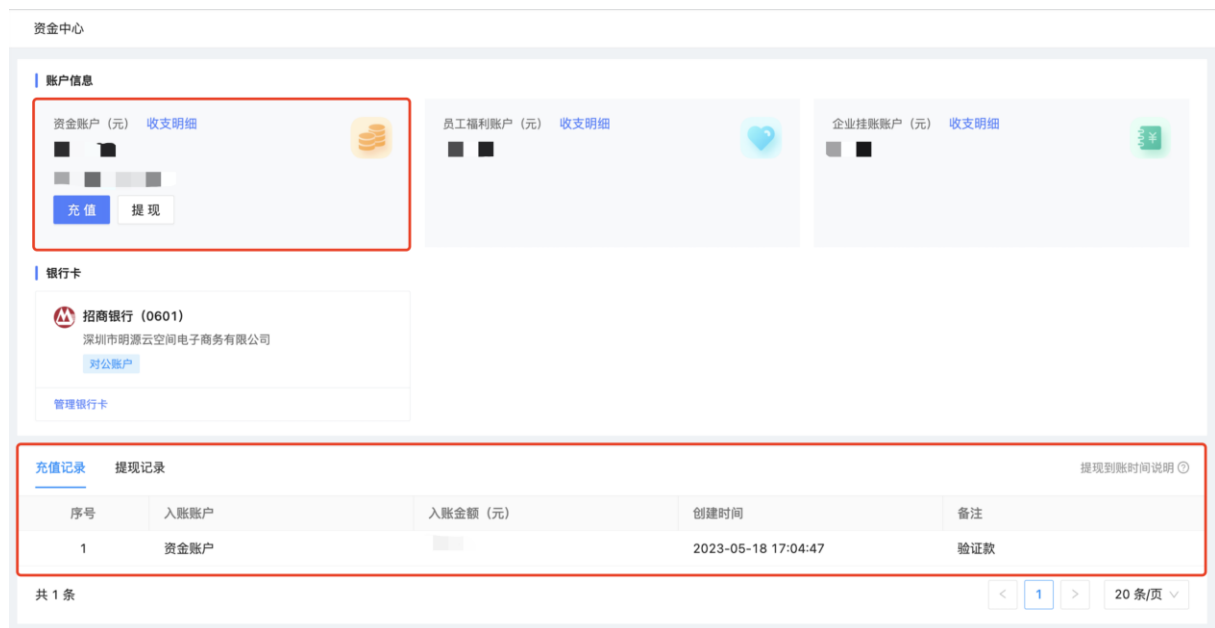 资金中心
账户信息
资金账户（元） 收支明细
充值 提现
员工福利账户（元） 收支明细
企业挂账账户（元） 收支明细
银行卡
招商银行（0601）
深圳市明源云空间电子商务有限公司
对公账户
管理银行卡
充值记录 提现记录 提现到账时间说明 ?
序号 入账账户 入账金额（元） 创建时间 备注
1 资金账户 2023-05-18 17:04:47 验证款
共 1 条 < 1 > 20 条/页